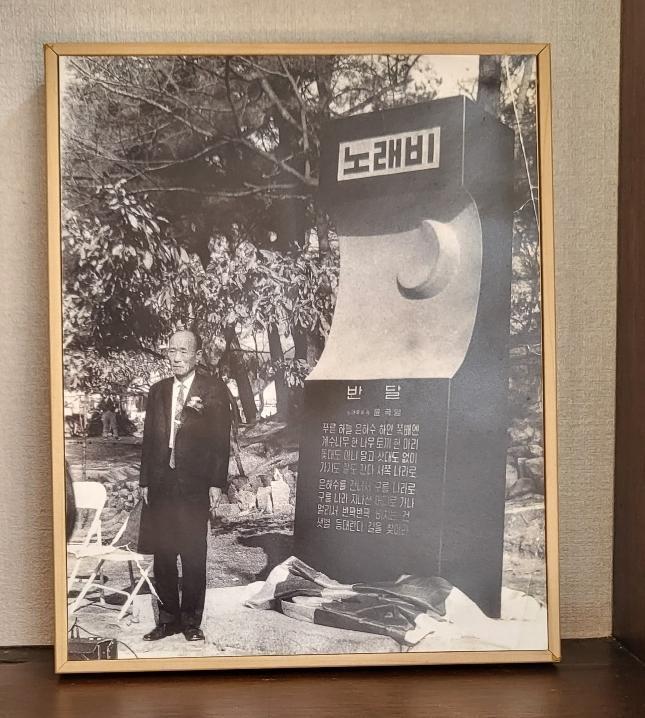 노래비
반 달
윤극영
푸른 하늘 은하수 하얀 쪽배엔
계수나무 한 나무 토끼 한 마리
돛대도 아니 달고 삿대도 없이
가기도 잘도 간다 서쪽 나라로
은하수를 건너서 구름 나라로
구름 나라 지나선 어디로 가나
멀리서 반짝반짝 비치는 건
샛별 등대란다 길을 찾아라